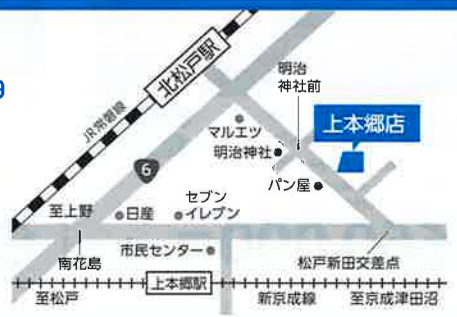 9
北松戸駅
明治
神社前
JR常磐線
マルエツ
上本郷店
明治神社
6
パン屋
セブン
イレブン
至上野
日産
市民センター
南花島
松戸新田交差点
上本郷駅
至松戸
新京成線
至京成津田沼